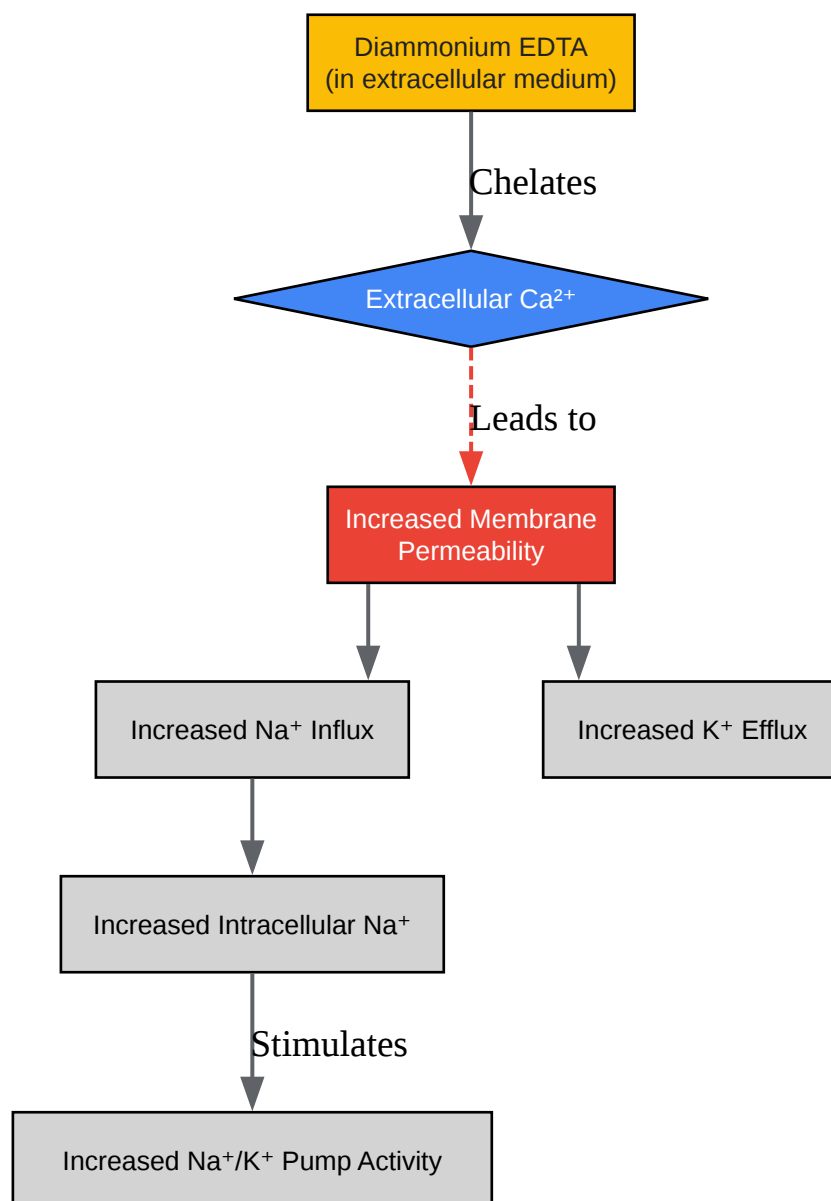 Diammonium EDTA
(in extracellular medium)
Chelates
Extracellular Ca²⁺
Leads to
Increased Membrane
Permeability
Increased Na⁺ Influx
Increased K⁺ Efflux
Increased Intracellular Na⁺
Stimulates
Increased Na⁺/K⁺ Pump Activity